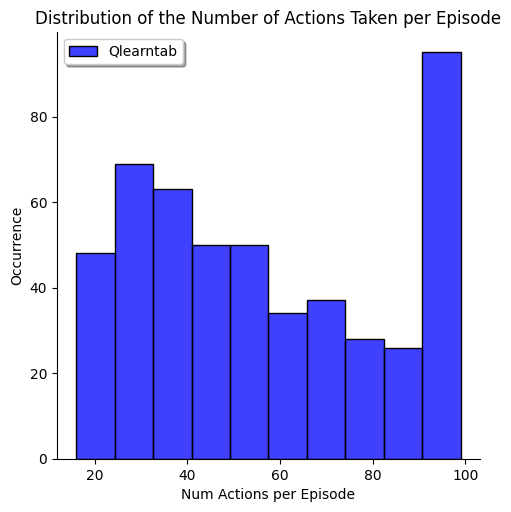 Distribution of the Number of Actions Taken per Episode
Qlearntab
Occurrence
80
60
40
20
0
20 40 60 80 100
Num Actions per Episode